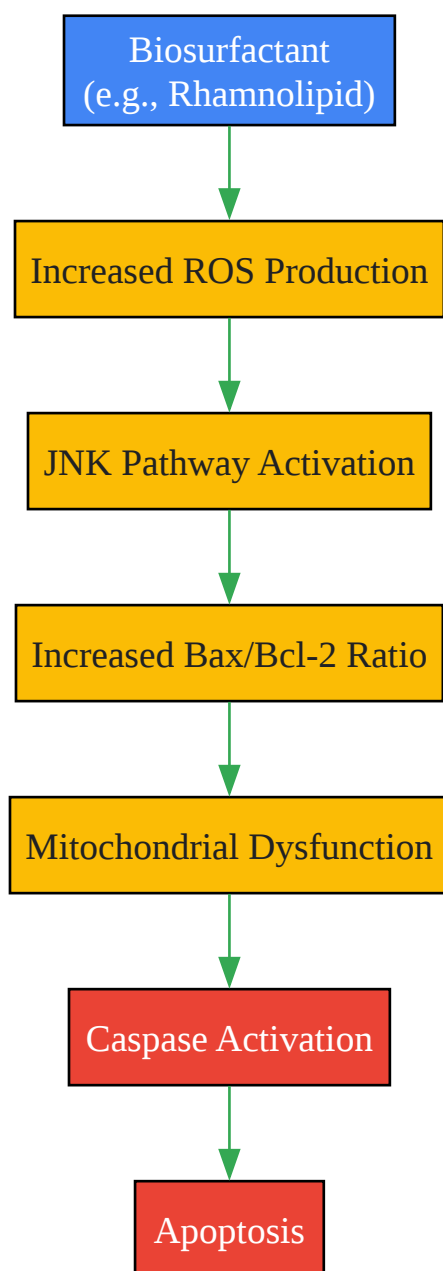 Biosurfactant
(e.g., Rhamnolipid)
Increased ROS Production
JNK Pathway Activation
Increased Bax/Bcl-2 Ratio
Mitochondrial Dysfunction
Caspase Activation
Apoptosis